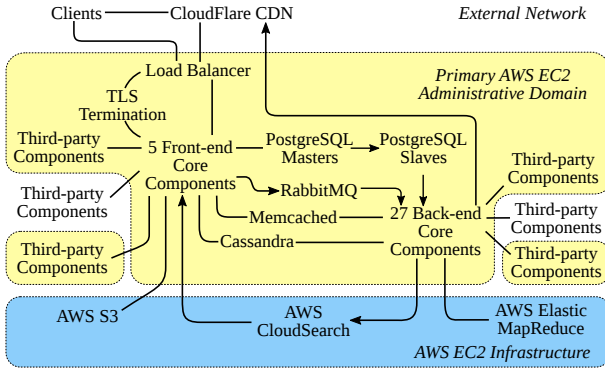 Clients
CloudFlare CDN
External Network
Load Balancer
Primary AWS EC2
Administrative Domain
TLS
Termination
Third-party
Components
5 Front-end
Core
Components
PostgreSQL
Masters
PostgreSQL
Slaves
Third-party
Components
Third-party
Components
RabbitMQ
Memcached
Cassandra
27 Back-end
Core
Components
Third-party
Components
Third-party
Components
Third-party
Components
AWS S3
AWS
CloudSearch
AWS Elastic
MapReduce
AWS EC2 Infrastructure